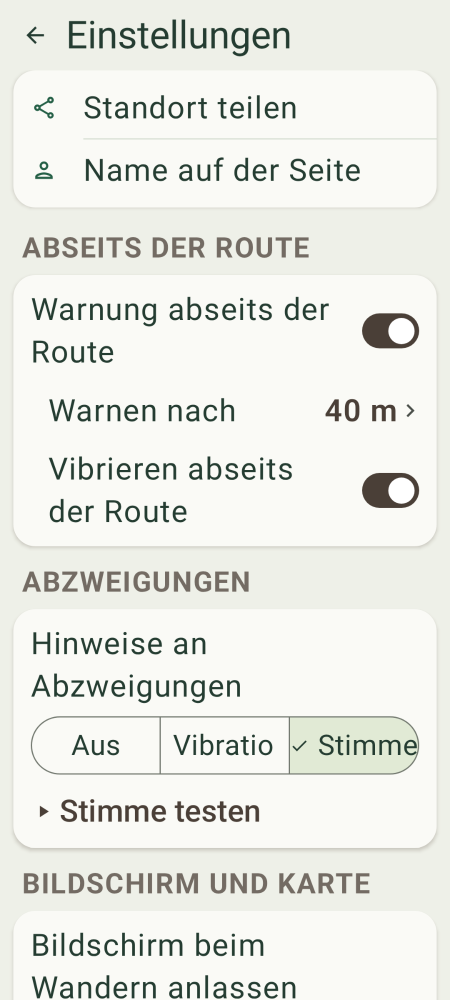 Einstellungen
Standort teilen
Name auf der Seite
ABSEITS DER ROUTE
Warnung abseits der
Route
Warnen nach 40 m
Vibrieren abseits
der Route
ABZWEIGUNGEN
Hinweise an
Abzweigungen
Aus Vibratio Stimme
Stimme testen
BILDSCHIRM UND KARTE
Bildschirm beim
Wandern anlassen